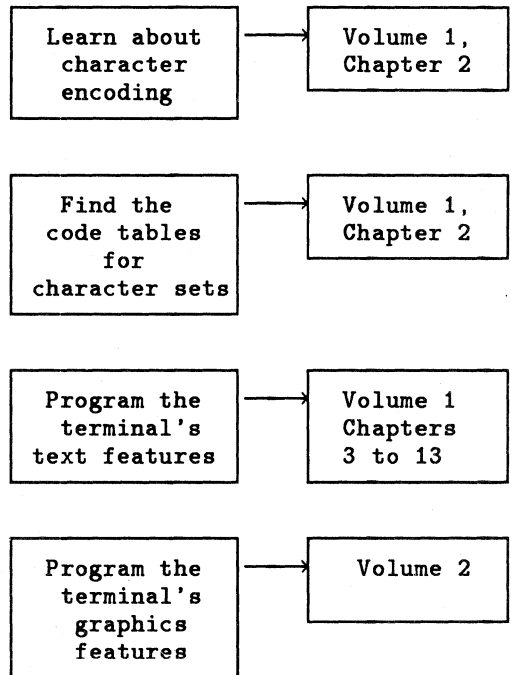 Learn about
character
encoding
Volume 1,
Chapter 2
Find the
code tables
for
character sets
Volume 1,
Chapter 2
Program the
terminal's
text features
Volume 1
Chapters
3 to 13
Program the
terminal's
graphics
features
Volume 2